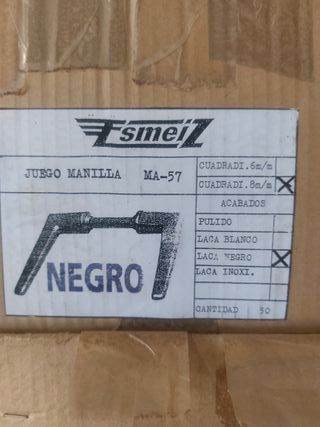 Esmeiz
JUEGO MANILLA MA-57
CUADRADI.6m/m
CUADRADI.8m/m X
ACABADOS
PULIDO
LACA BLANCO
LACA NEGRO X
LACA INOXI.
CANTIDAD 50
NEGRO